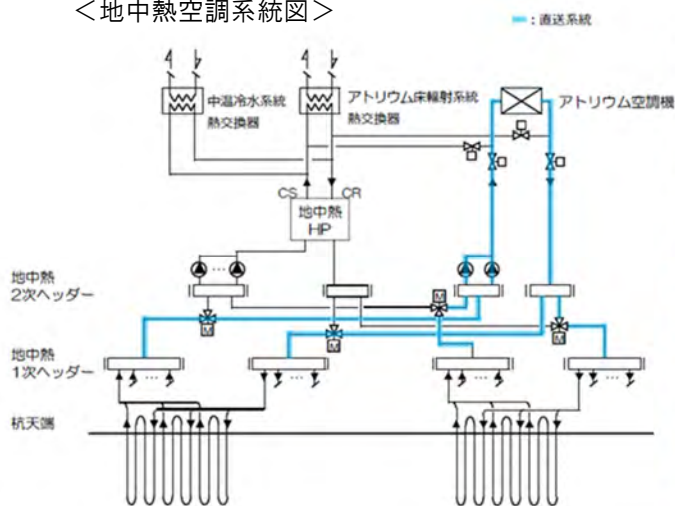 <地中熱空調系統図>
:直送系統
中温冷水系統
熱交換器
アトリウム床輻射系統
熱交換器
アトリウム空調機
CS
CR
地中熱
HP
地中熱
2次ヘッダー
M
M
M
M
地中熱
1次ヘッダー
杭天端